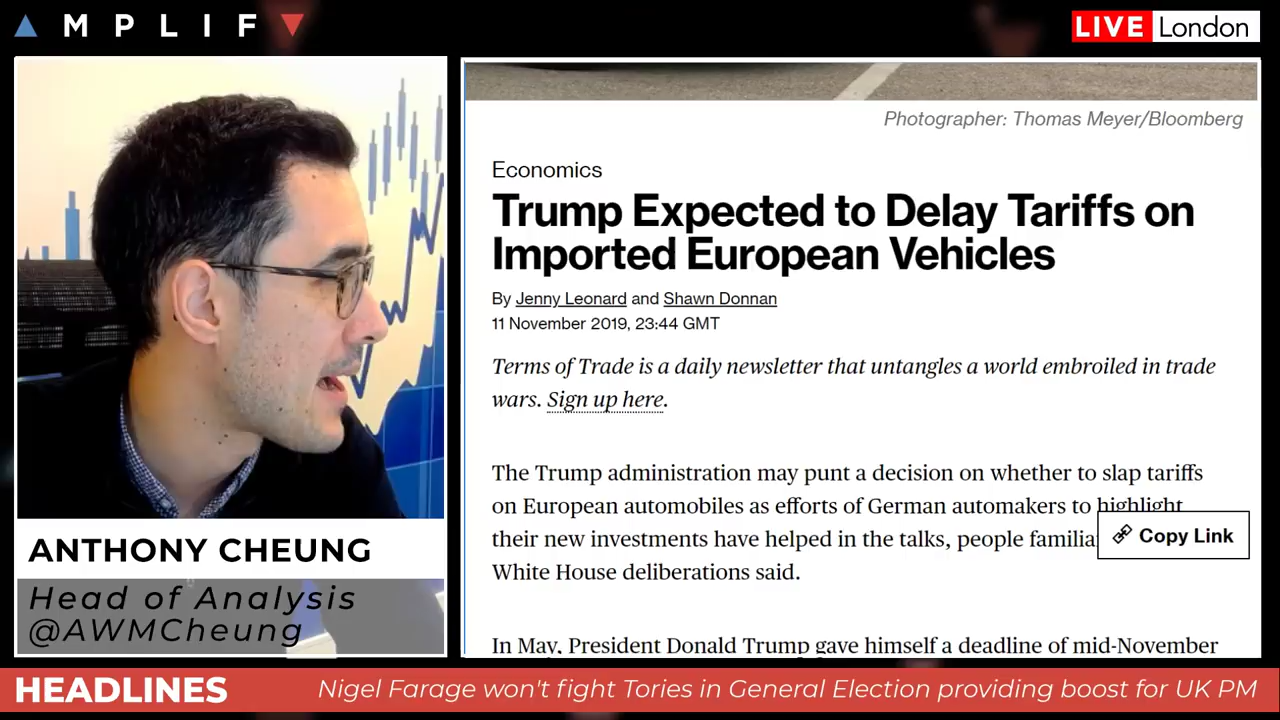 AMPLIFY
LIVE London
Photographer: Thomas Meyer/Bloomberg
Economics
Trump Expected to Delay Tariffs on
Imported European Vehicles
By Jenny Leonard and Shawn Donnan
11 November 2019, 23:44 GMT
Terms of Trade is a daily newsletter that untangles a world embroiled in trade
wars. Sign up here.
The Trump administration may punt a decision on whether to slap tariffs
on European automobiles as efforts of German automakers to highlight
their new investments have helped in the talks, people
Copy Link
White House deliberations said.
In May, President Donald Trump gave himself a deadline of mid-November
ANTHONY CHEUNG
Head of Analysis
@AWMCheung
HEADLINES Nigel Farage won't fight Tories in General Election providing boost for UK PM